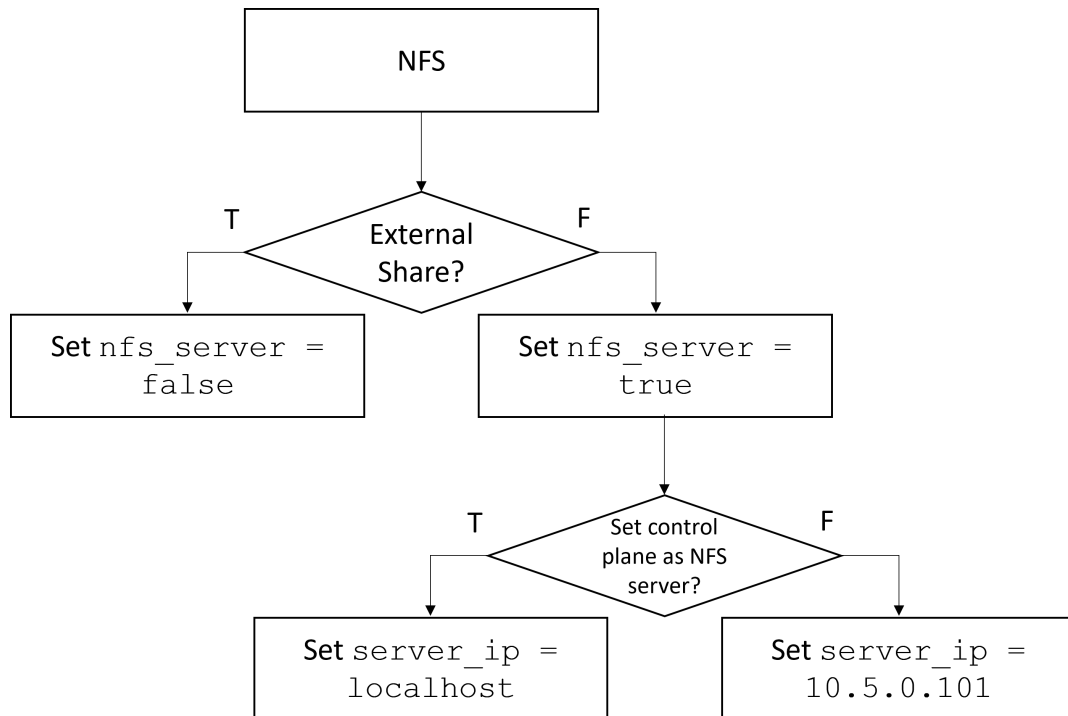 NFS
T
F
External
Share?
Set nfs_server =
false
Set nfs_server =
true
T
F
Set control
plane as NFS
server?
Set server_ip =
localhost
Set server_ip =
10.5.0.101